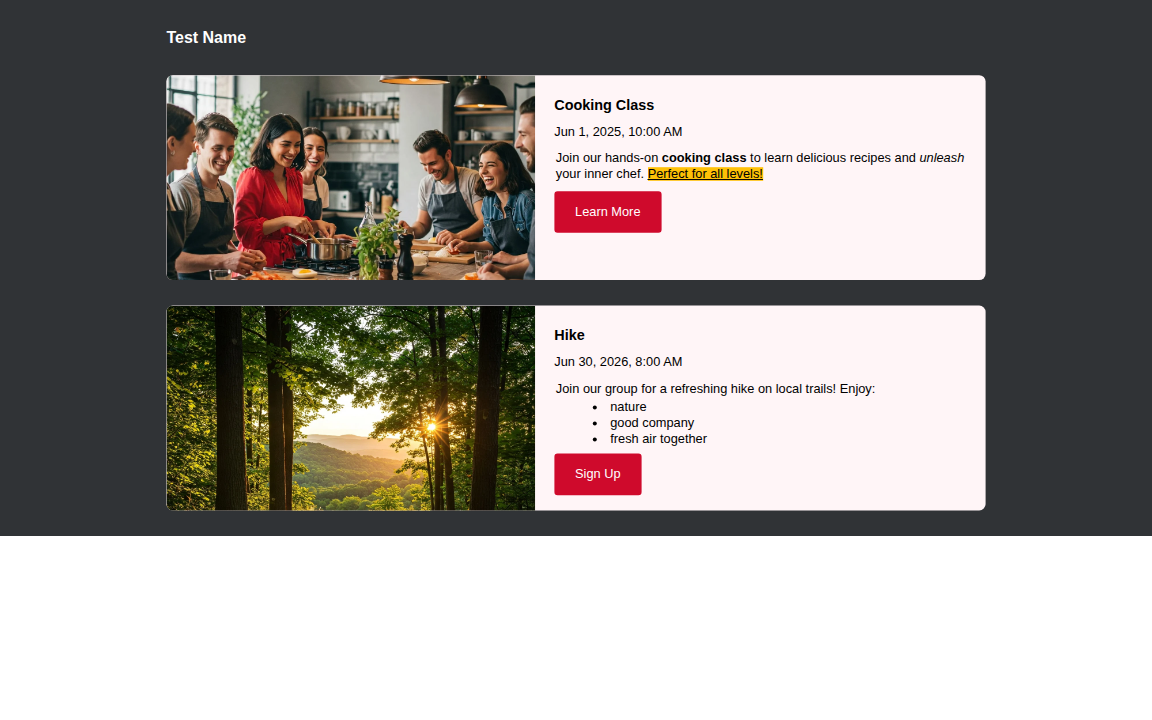 Test Name
Cooking Class
Jun 1, 2025, 10:00 AM
Join our hands-on cooking class to learn delicious recipes and unleash
your inner chef. Perfect for all levels!
Learn More
Hike
Jun 30, 2026, 8:00 AM
Join our group for a refreshing hike on local trails! Enjoy:
• nature
• good company
• fresh air together
Sign Up